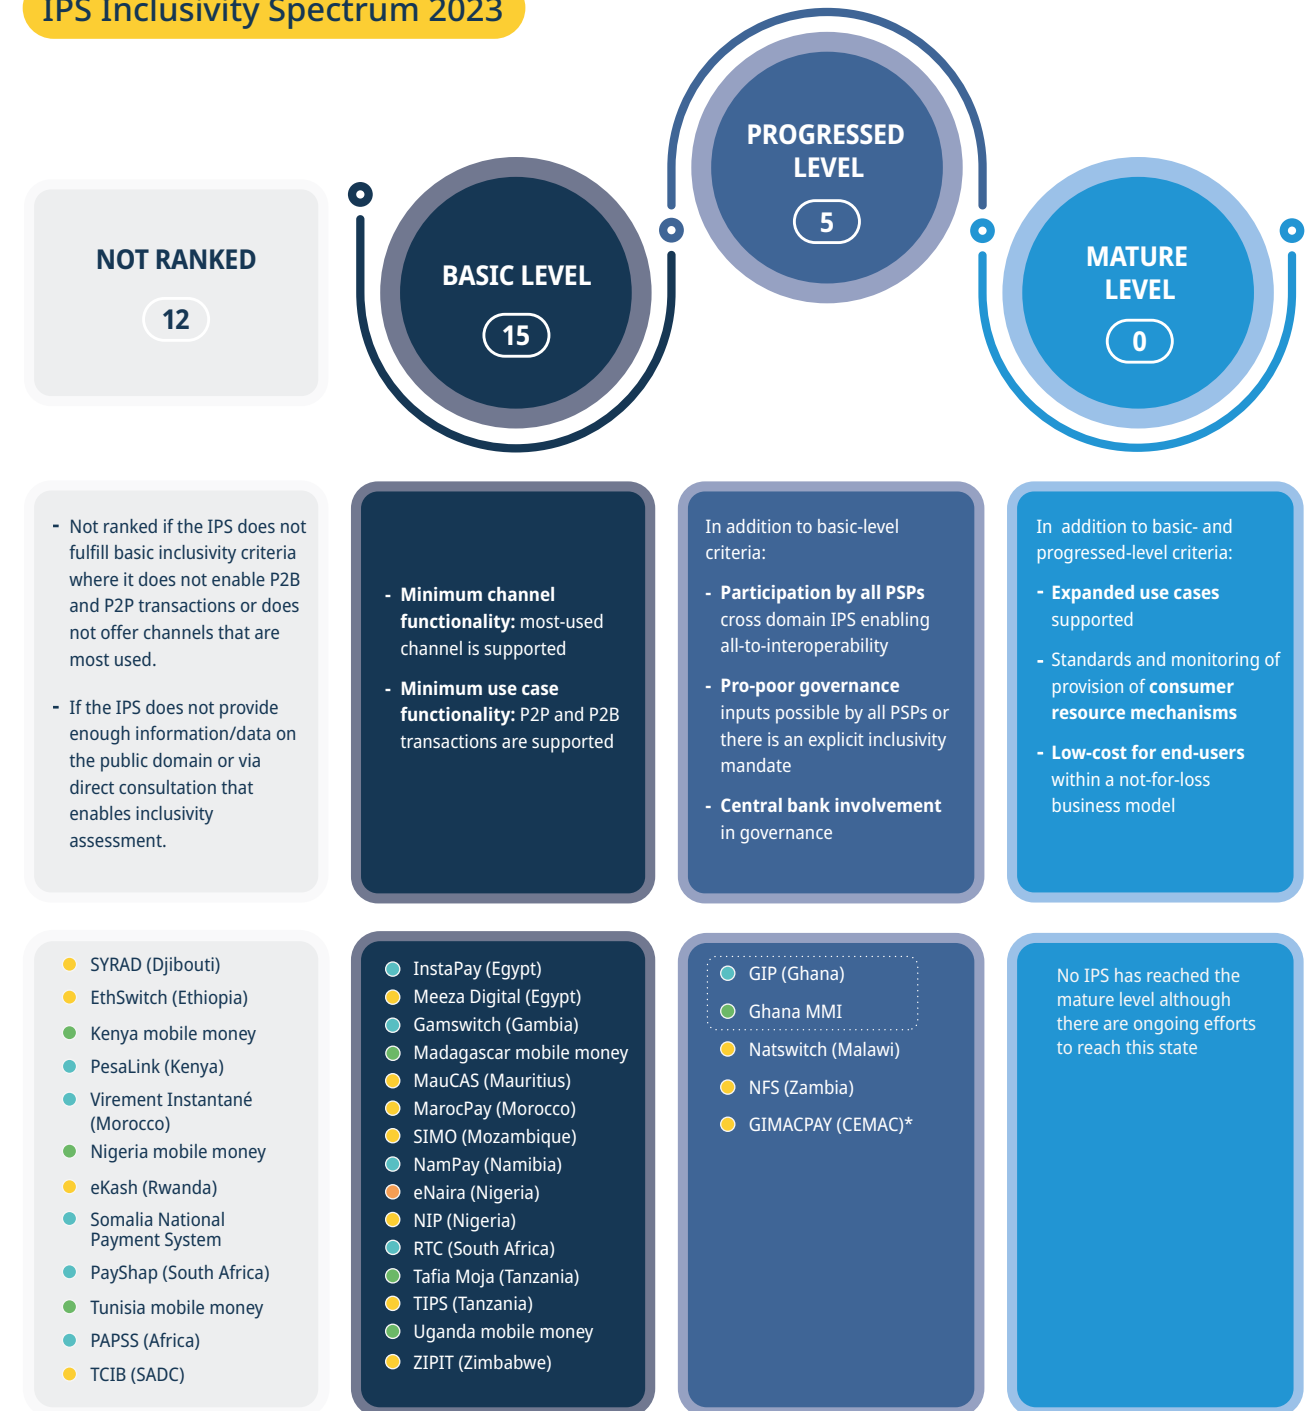 IPS Inclusivity Spectrum 2023
NOT RANKED
12
BASIC LEVEL
15
PROGRESSED
LEVEL
5
MATURE
LEVEL
0
- Not ranked if the IPS does not
fulfill basic inclusivity criteria
where it does not enable P2B
and P2P transactions or does
not offer channels that are
most used.
- If the IPS does not provide
enough information/data on
the public domain or via
direct consultation that
enables inclusivity
assessment.
- Minimum channel
functionality: most-used
channel is supported
- Minimum use case
functionality: P2P and P2B
transactions are supported
In addition to basic-level
criteria:
- Participation by all PSPs
cross domain IPS enabling
all-to-interoperability
- Pro-poor governance
inputs possible by all PSPs or
there is an explicit inclusivity
mandate
- Central bank involvement
in governance
In addition to basic- and
progressed-level criteria:
- Expanded use cases
supported
- Standards and monitoring of
provision of consumer
resource mechanisms
- Low-cost for end-users
within a not-for-loss
business model
SYRAD (Djibouti)
EthSwitch (Ethiopia)
Kenya mobile money
PesaLink (Kenya)
Virement Instantané
(Morocco)
Nigeria mobile money
eKash (Rwanda)
Somalia National
Payment System
PayShap (South Africa)
Tunisia mobile money
PAPSS (Africa)
TCIB (SADC)
InstaPay (Egypt)
Meeza Digital (Egypt)
Gamswitch (Gambia)
Madagascar mobile money
MauCAS (Mauritius)
MarocPay (Morocco)
SIMO (Mozambique)
NamPay (Namibia)
eNaira (Nigeria)
NIP (Nigeria)
RTC (South Africa)
Tafia Moja (Tanzania)
TIPS (Tanzania)
Uganda mobile money
ZIPIT (Zimbabwe)
GIP (Ghana)
Ghana MMI
Natswitch (Malawi)
NFS (Zambia)
GIMACPAY (CEMAC)*
No IPS has reached the
mature level although
there are ongoing efforts
to reach this state